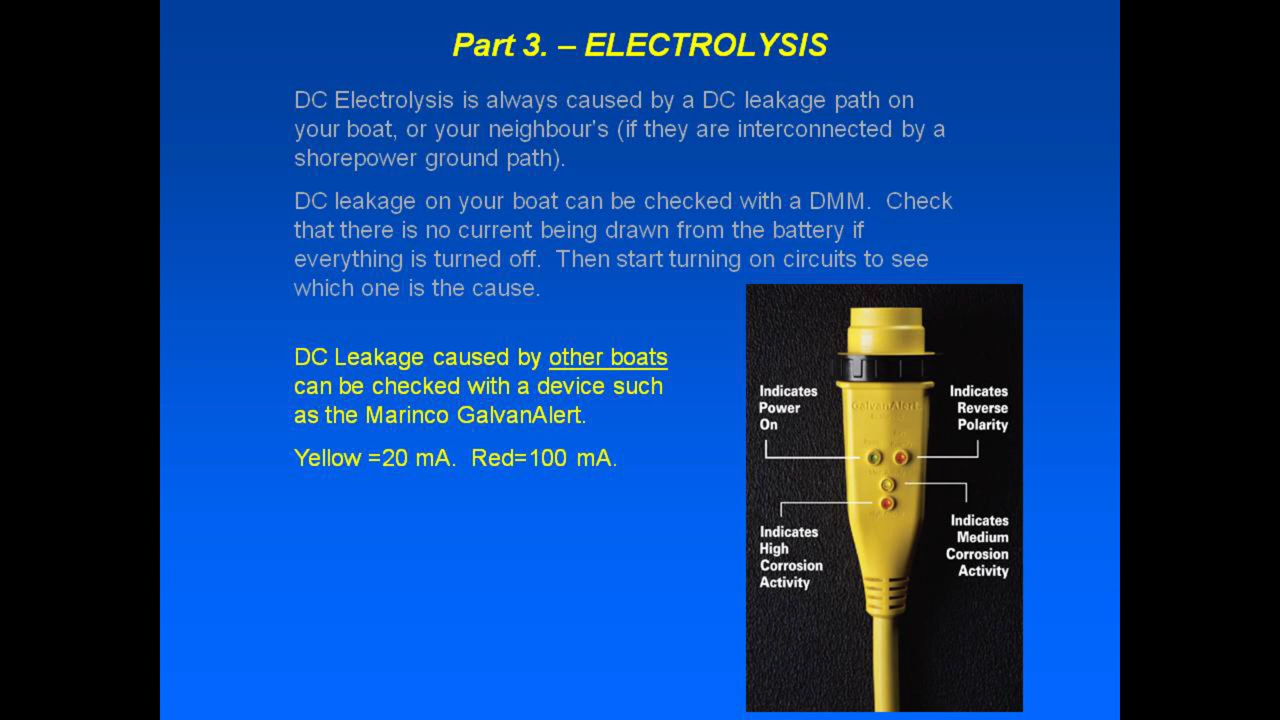 Part 3. – ELECTROLYSIS
DC Electrolysis is always caused by a DC leakage path on
your boat, or your neighbour's (if they are interconnected by a
shorepower ground path).
DC leakage on your boat can be checked with a DMM.  Check
that there is no current being drawn from the battery if
everything is turned off.  Then start turning on circuits to see
which one is the cause.
DC Leakage caused by other boats
can be checked with a device such
as the Marinco GalvanAlert.
Yellow =20 mA.  Red=100 mA.
Indicates
Power
On
Indicates
Reverse
Polarity
GalvanAlert
Indicates
High
Corrosion
Activity
Indicates
Medium
Corrosion
Activity